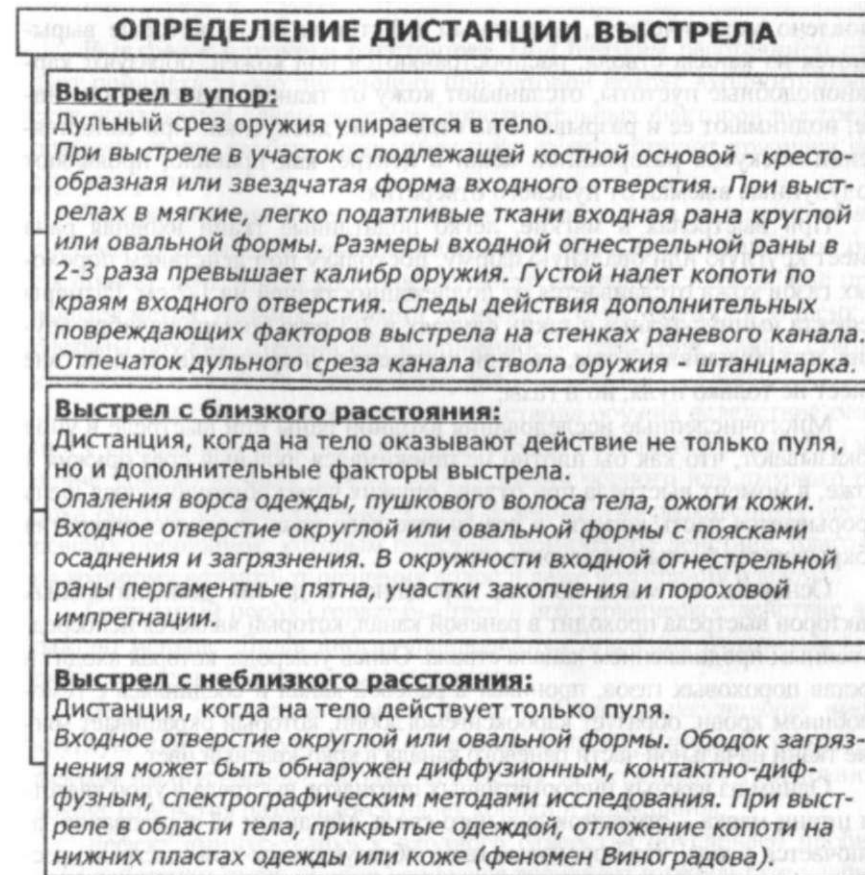 ОПРЕДЕЛЕНИЕ ДИСТАНЦИИ ВЫСТРЕЛА
Выстрел в упор:
Дульный срез оружия упирается в тело.
При выстреле в участок с подлежащей костной основой - кресто-
образная или звездчатая форма входного отверстия. При выст-
релах в мягкие, легко податливые ткани входная рана круглой
или овальной формы. Размеры входной огнестрельной раны в
2-3 раза превышает калибр оружия. Густой налет копоти по
краям входного отверстия. Следы действия дополнительных
повреждающих факторов выстрела на стенках раневого канала.
Отпечаток дульного среза канала ствола оружия - штанцмарка.
Выстрел с близкого расстояния:
Дистанция, когда на тело оказывают действие не только пуля,
но и дополнительные факторы выстрела.
Опаления ворса одежды, пушкового волоса тела, ожоги кожи.
Входное отверстие округлой или овальной формы с поясками
осаднения и загрязнения. В окружности входной огнестрельной
раны пергаментные пятна, участки закопчения и пороховой
импрегнации.
Выстрел с неблизкого расстояния:
Дистанция, когда на тело действует только пуля.
Входное отверстие округлой или овальной формы. Ободок загряз-
нения может быть обнаружен диффузионным, контактно-диф-
фузным, спектрографическим методами исследования. При выст-
реле в области тела, прикрытые одеждой, отложение копоти на
нижних пластах одежды или коже (феномен Виноградова).